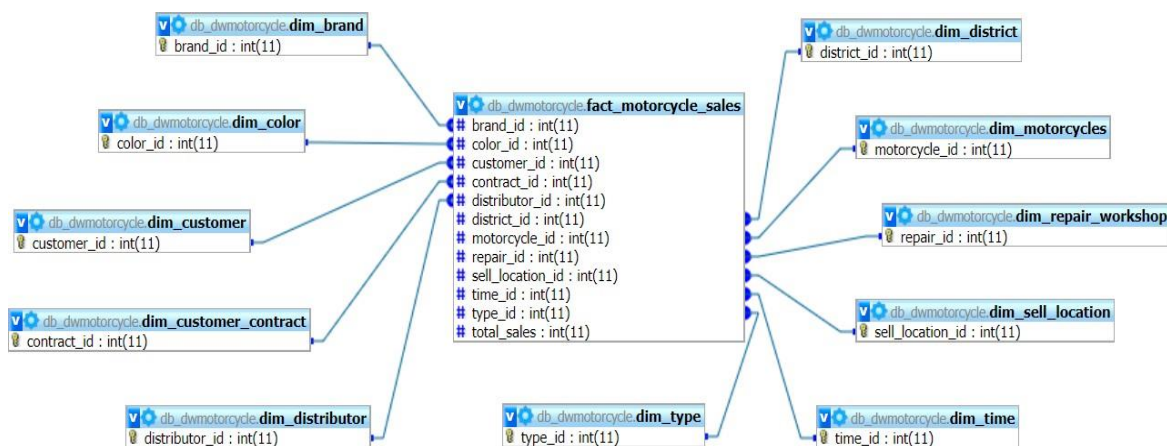 db_dwmotorcycle.dim_brand
brand_id : int(11)
db_dwmotorcycle.dim_color
color_id : int(11)
db_dwmotorcycle.dim_customer
customer_id : int(11)
db_dwmotorcycle.dim_customer_contract
contract_id : int(11)
db_dwmotorcycle.dim_distributor
distributor_id : int(11)
db_dwmotorcycle.fact_motorcycle_sales
# brand_id : int(11)
# color_id : int(11)
# customer_id : int(11)
# contract_id : int(11)
# distributor_id : int(11)
# district_id : int(11)
# motorcycle_id : int(11)
# repair_id : int(11)
# sell_location_id : int(11)
# time_id : int(11)
# type_id : int(11)
# total_sales : int(11)
db_dwmotorcycle.dim_type
type_id : int(11)
db_dwmotorcycle.dim_district
district_id : int(11)
db_dwmotorcycle.dim_motorcycles
motorcycle_id : int(11)
db_dwmotorcycle.dim_repair_workshop
repair_id : int(11)
db_dwmotorcycle.dim_sell_location
sell_location_id : int(11)
db_dwmotorcycle.dim_time
time_id : int(11)